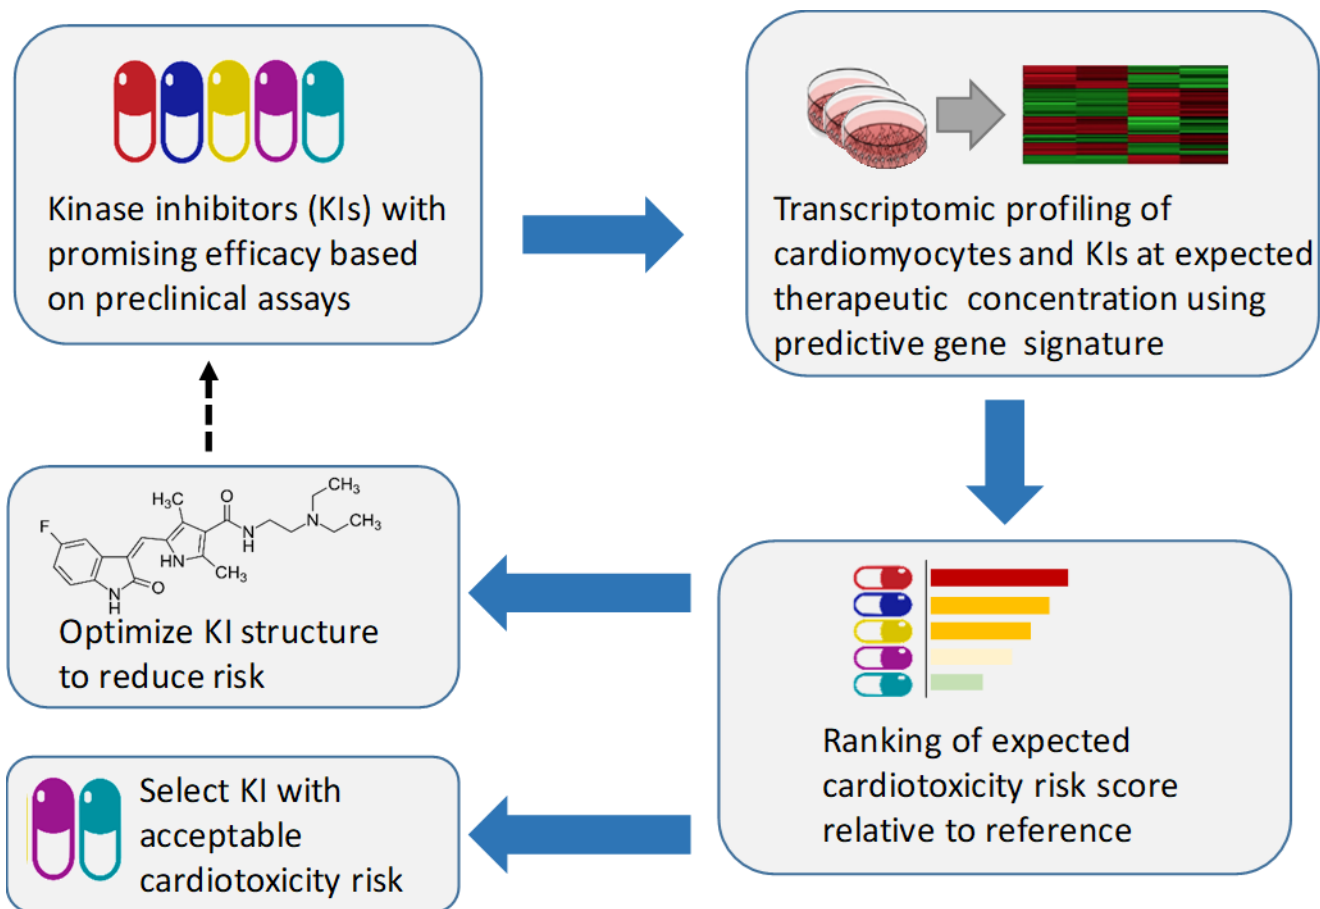 Kinase inhibitors (KIs) with
promising efficacy based
on preclinical assays
Transcriptomic profiling of
cardiomyocytes and KIs at expected
therapeutic concentration using
predictive gene signature
Ranking of expected
cardiotoxicity risk score
relative to reference
F
H₃C
O
N
H
N
CH₃
CH₃
HN
CH₃
O
N
H
Optimize KI structure
to reduce risk
Select KI with
acceptable
cardiotoxicity risk